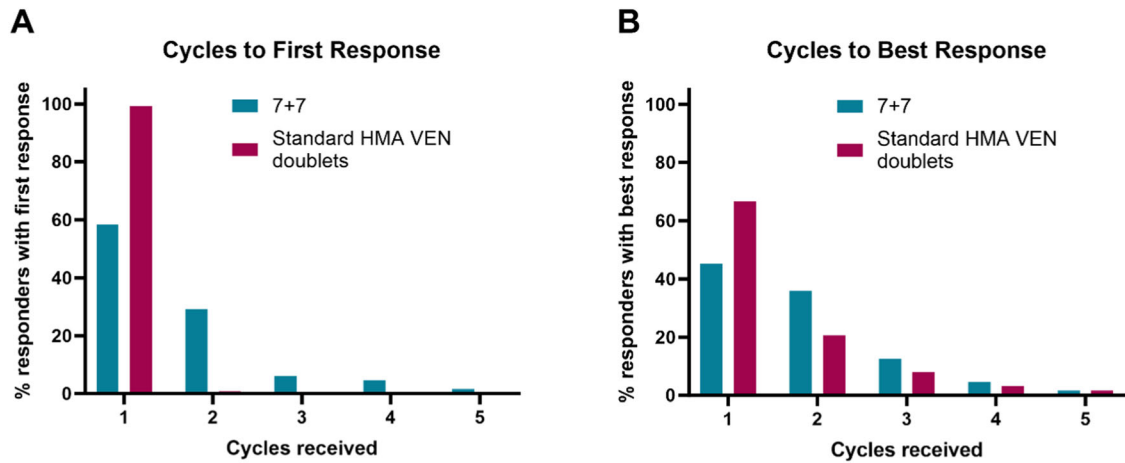 A
Cycles to First Response
% responders with first response
100
80
60
40
20
0
7+7
Standard HMA VEN
doublets
1 2 3 4 5
Cycles received
B
Cycles to Best Response
% responders with best response
100
80
60
40
20
0
7+7
Standard HMA VEN
doublets
1 2 3 4 5
Cycles received